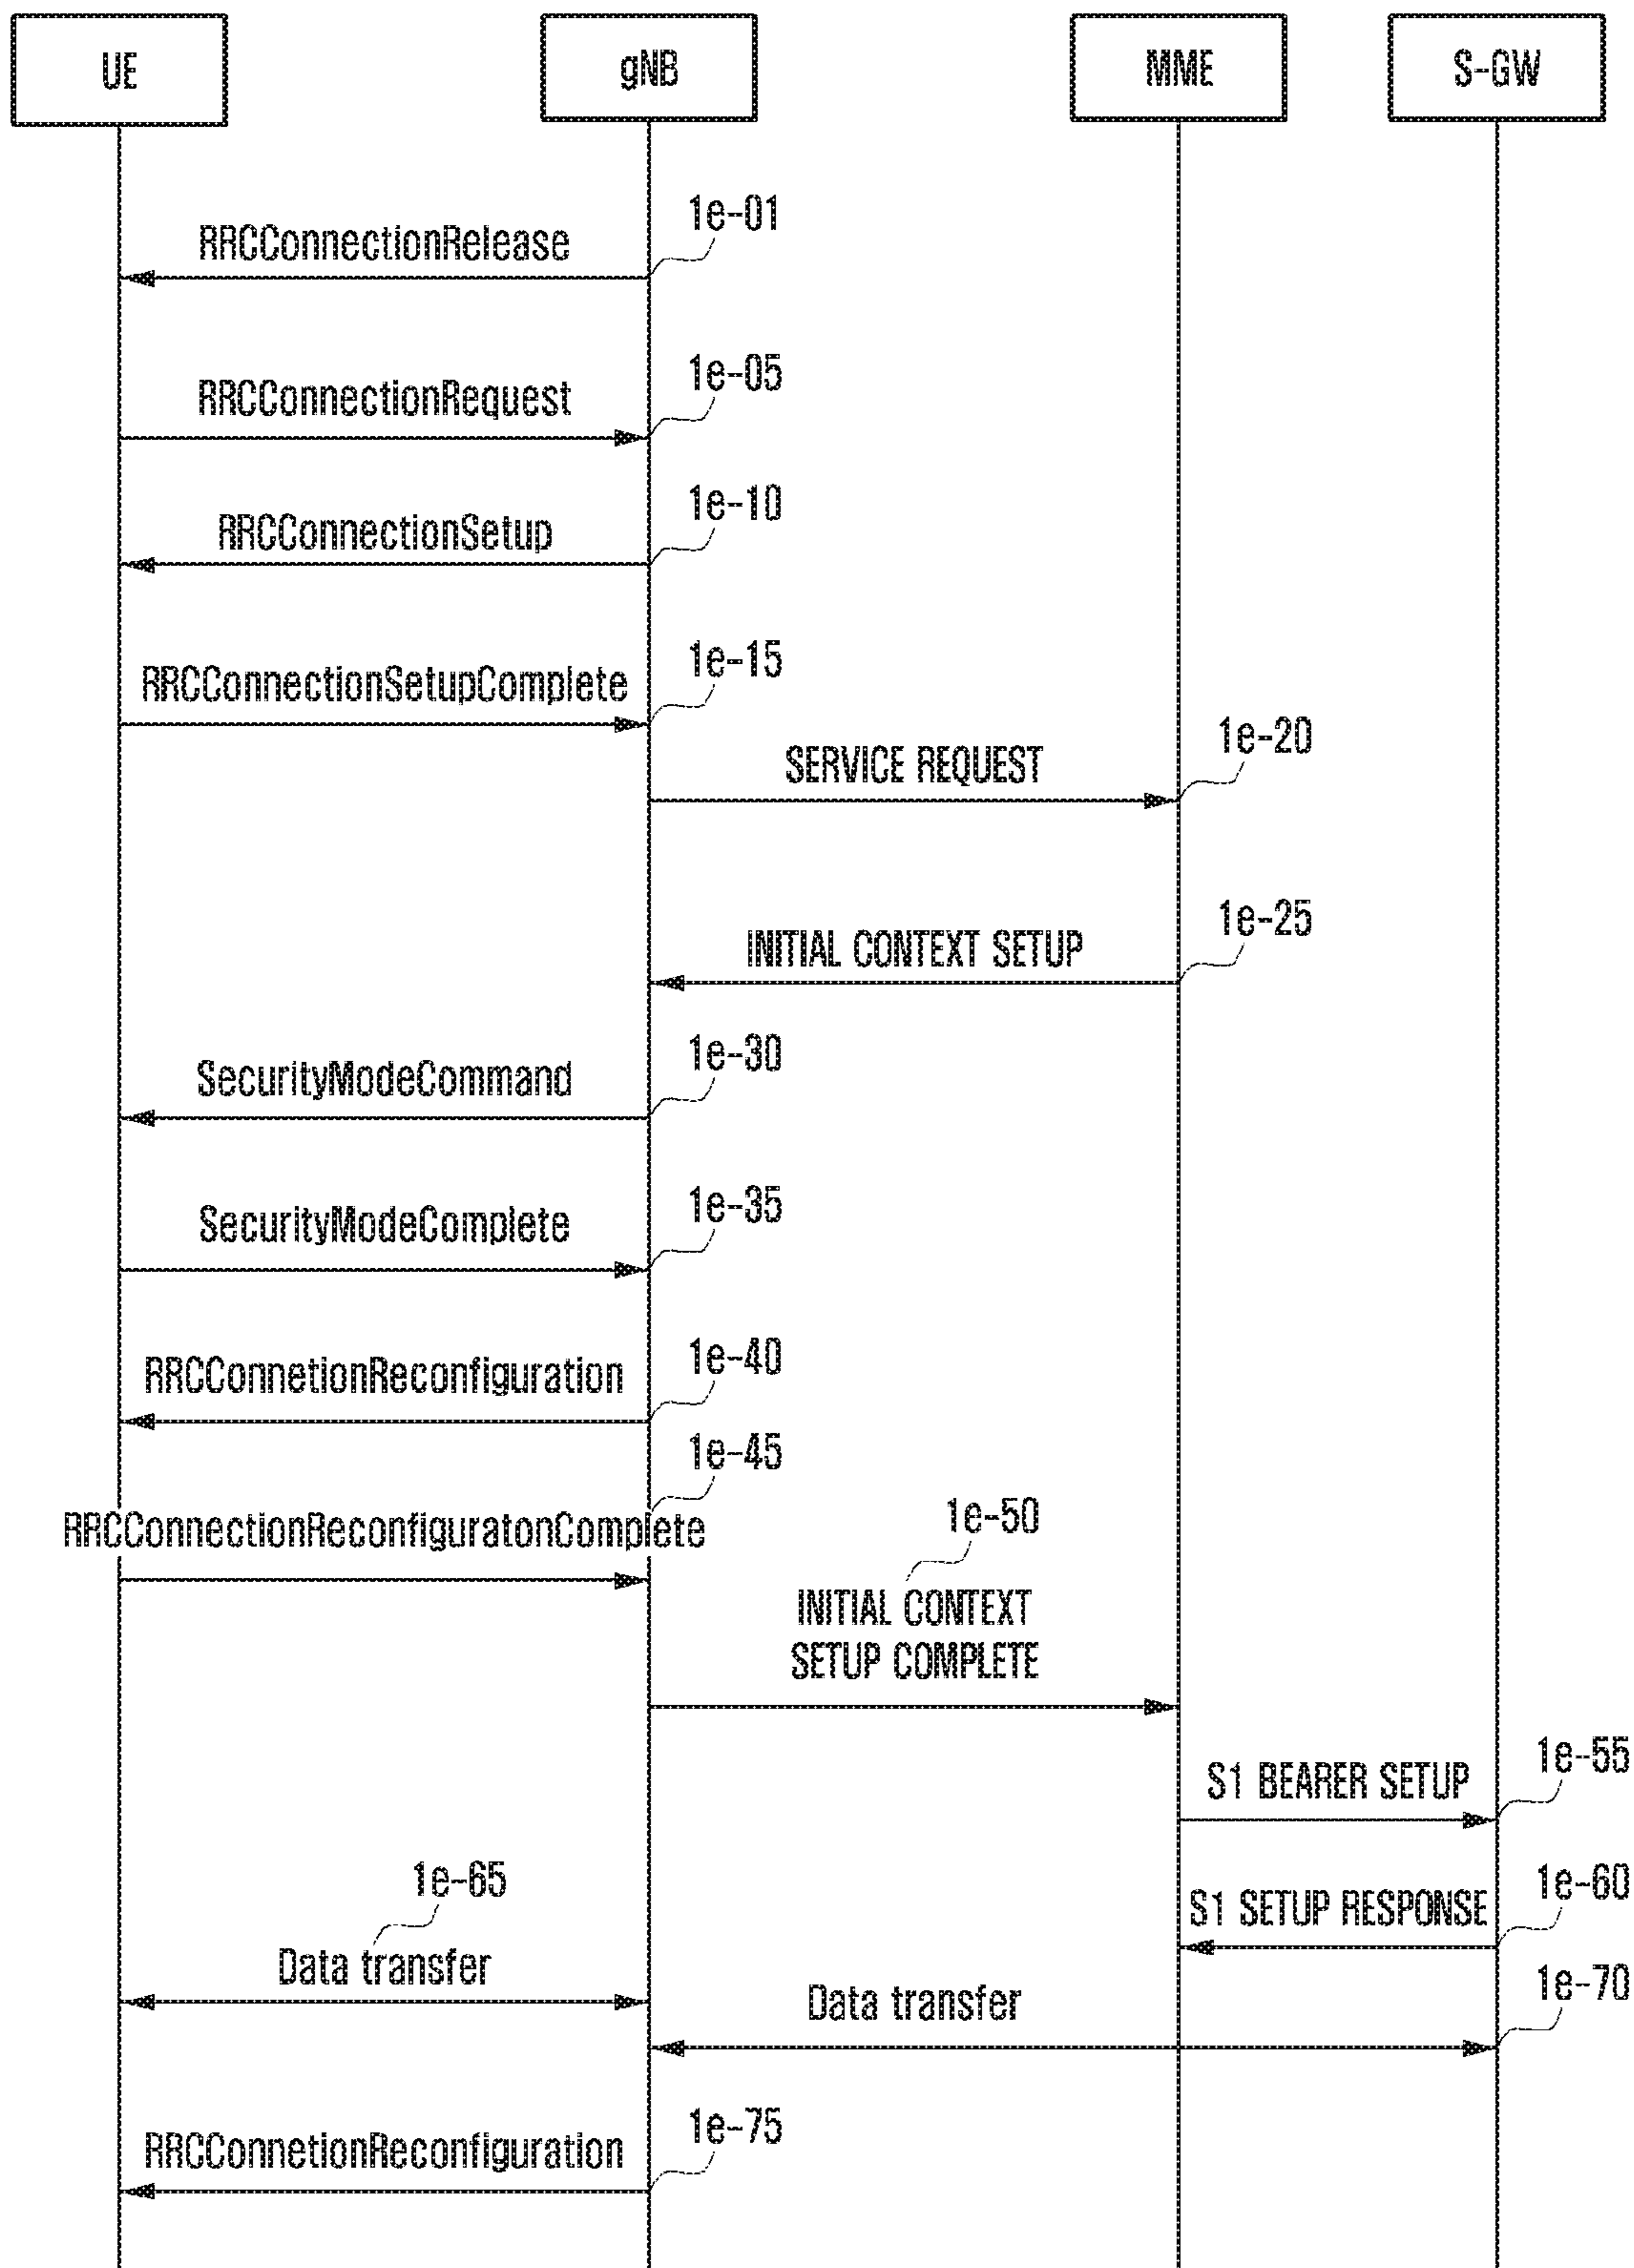 UE
gNB
MME
S-GW
1e-01
RRCConnectionRelease
1e-05
RRCConnectionRequest
1e-10
RRCConnectionSetup
1e-15
RRCConnectionSetupComplete
1e-20
SERVICE REQUEST
1e-25
INITIAL CONTEXT SETUP
1e-30
SecurityModeCommand
1e-35
SecurityModeComplete
1e-40
RRCConnetionReconfiguration
1e-45
RRCConnectionReconfiguratonComplete
1e-50
INITIAL CONTEXT
SETUP COMPLETE
1e-55
S1 BEARER SETUP
1e-60
S1 SETUP RESPONSE
1e-65
Data transfer
1e-70
Data transfer
1e-75
RRCConnetionReconfiguration